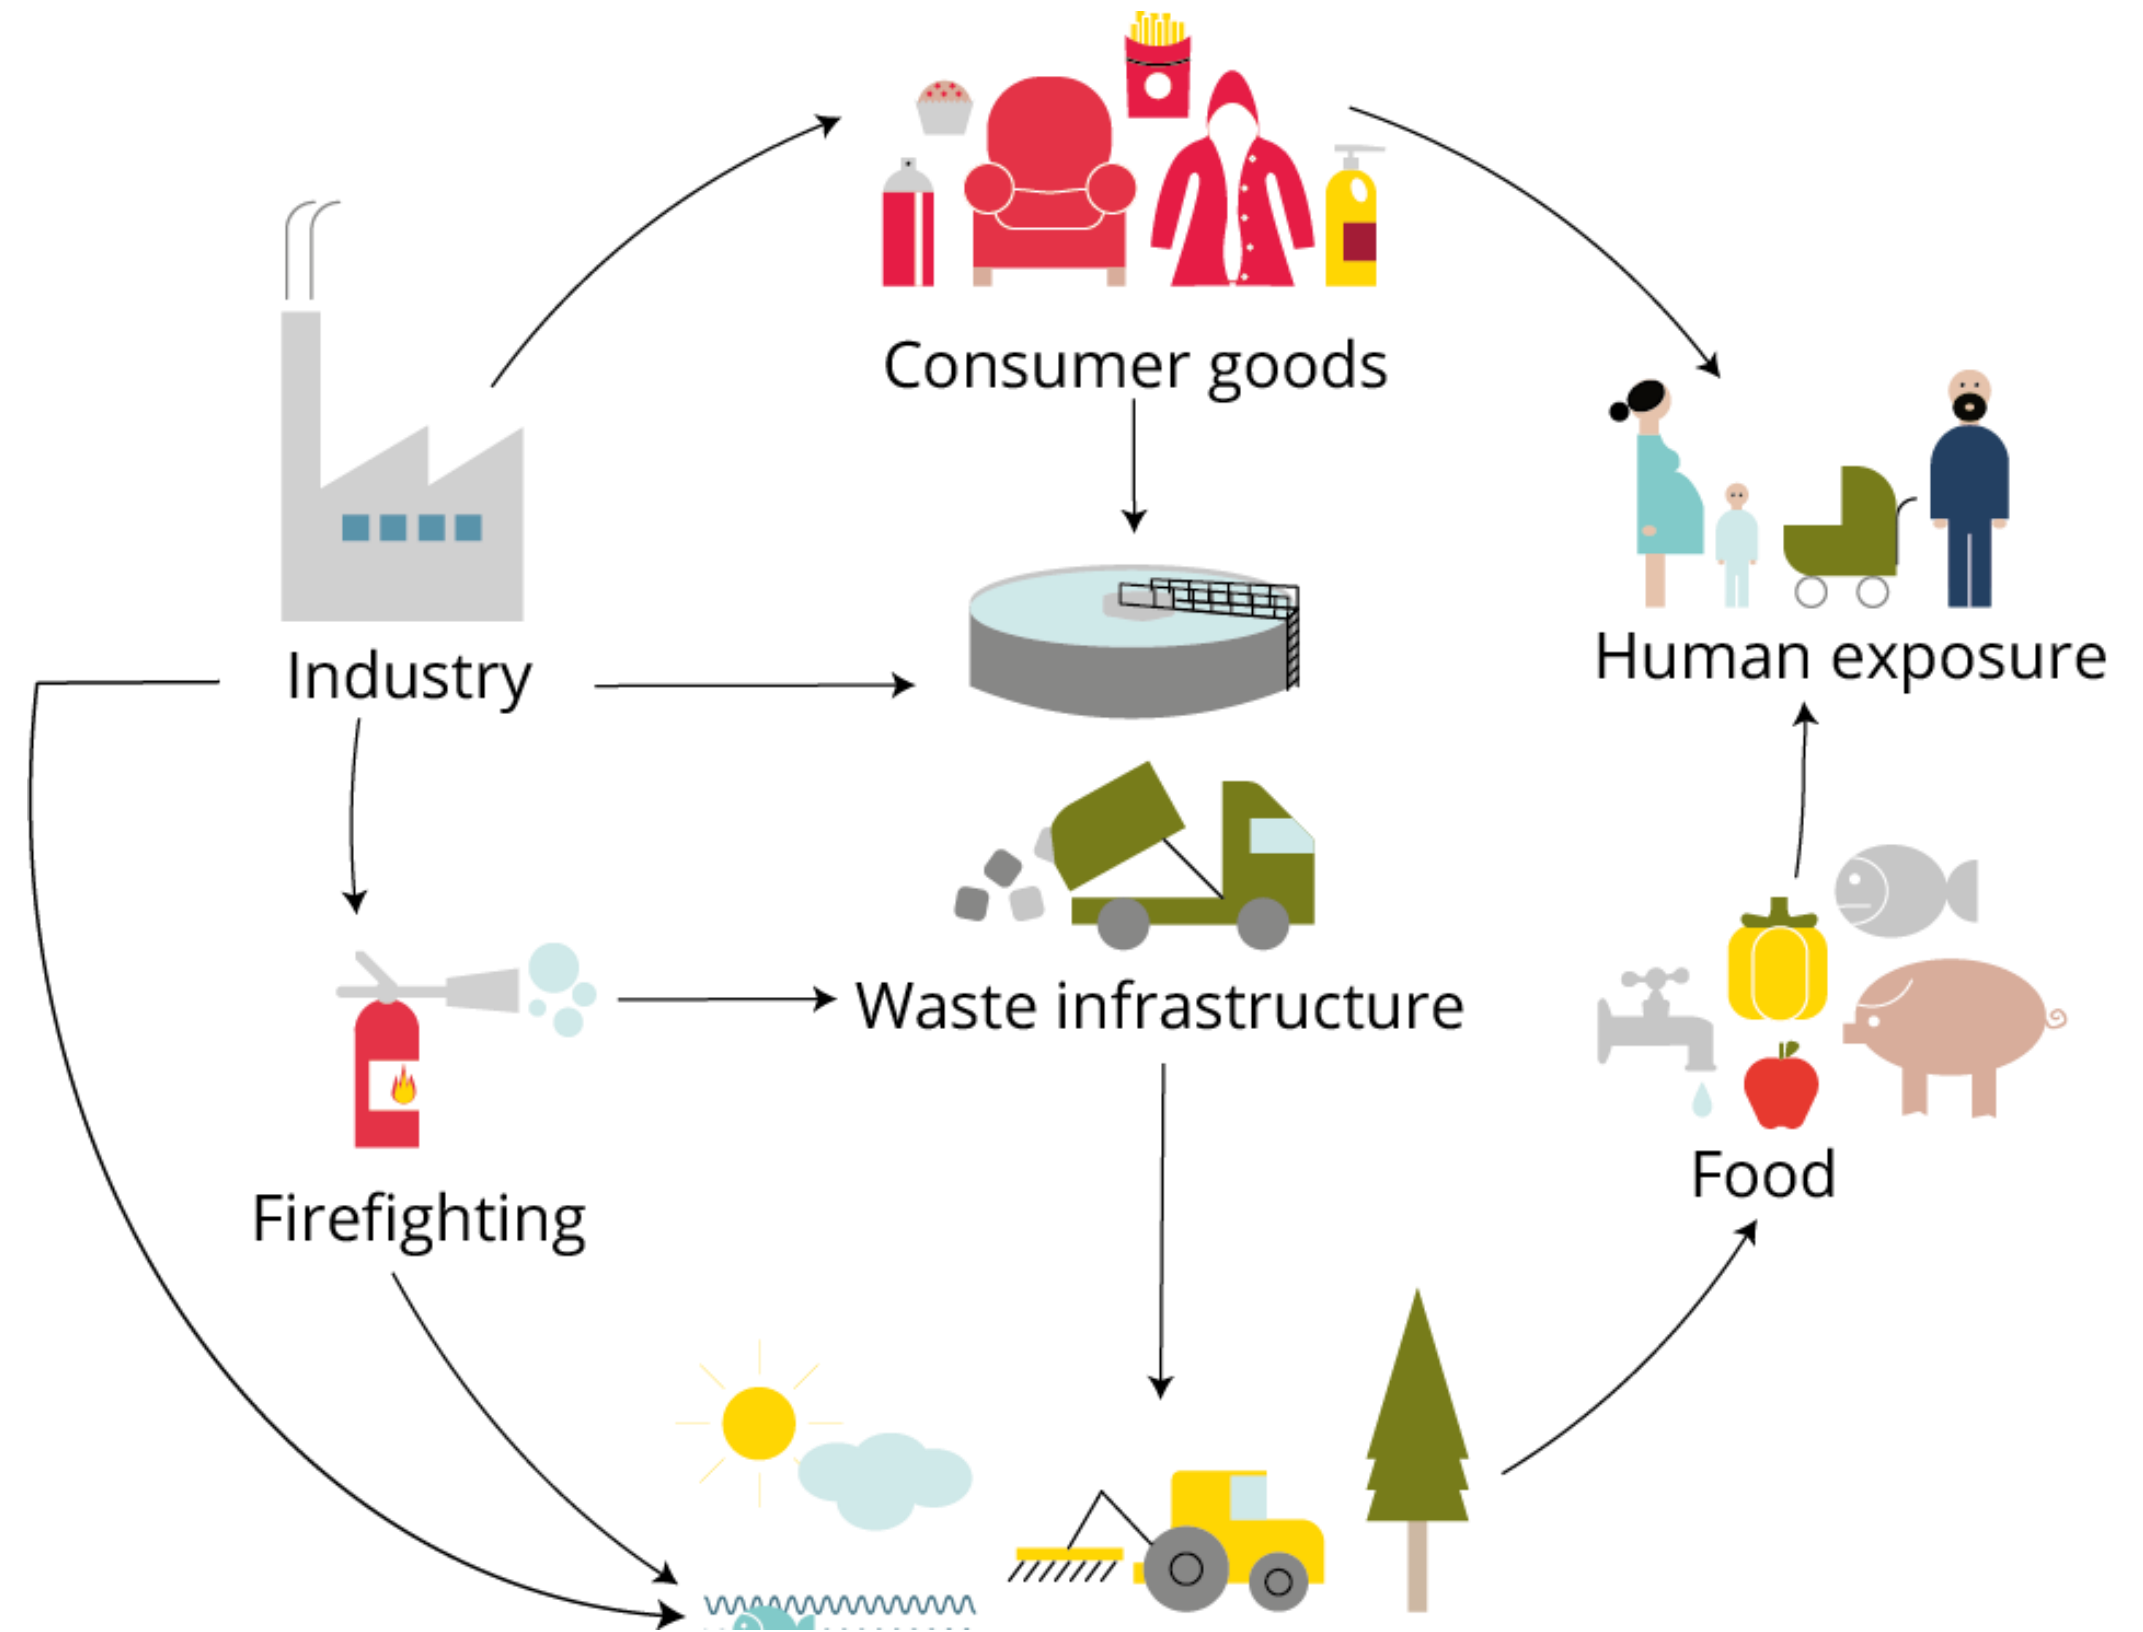 Consumer goods
Industry
Human exposure
Waste infrastructure
Food
Firefighting